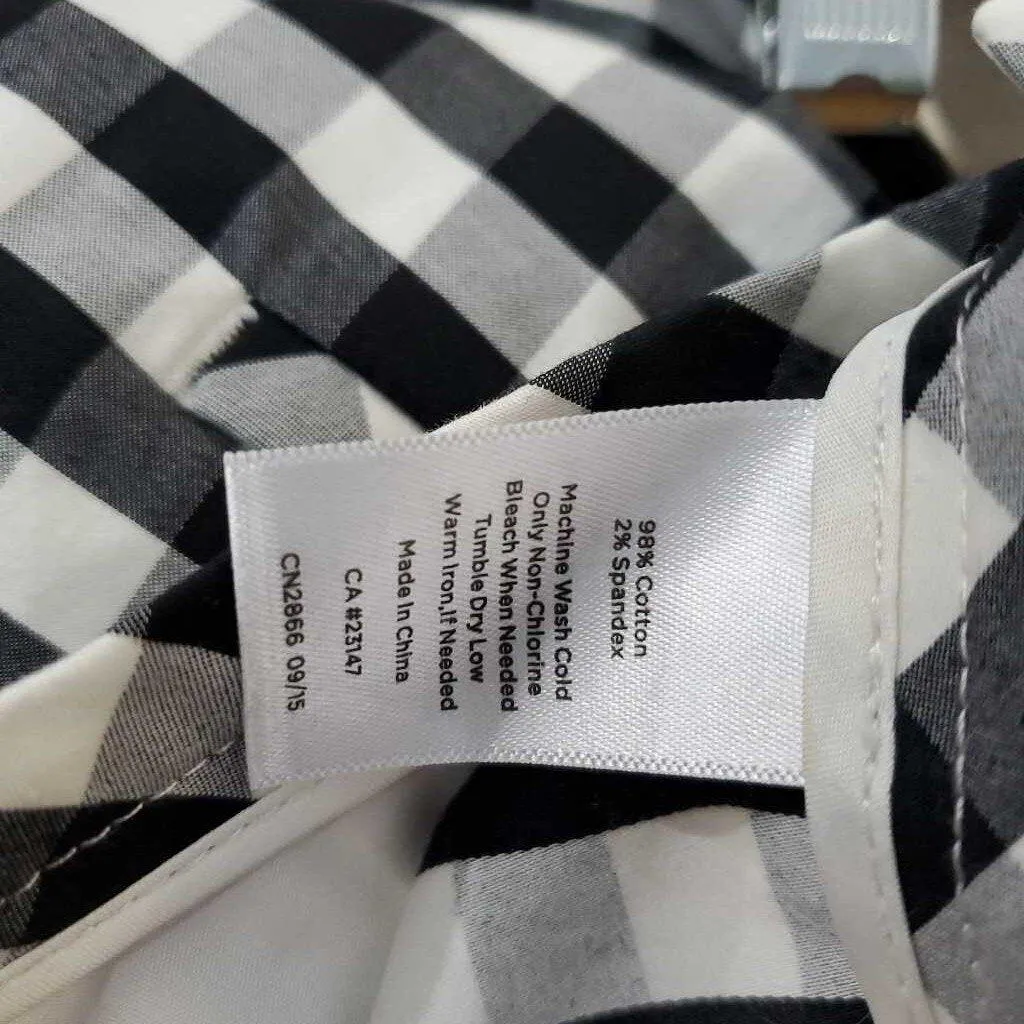 98% Cotton
2% Spandex
Machine Wash Cold
Only Non-Chlorine
Bleach When Needed
Tumble Dry Low
Warm Iron,If Needed
Made In China
CA #23147
CN2866 09/15